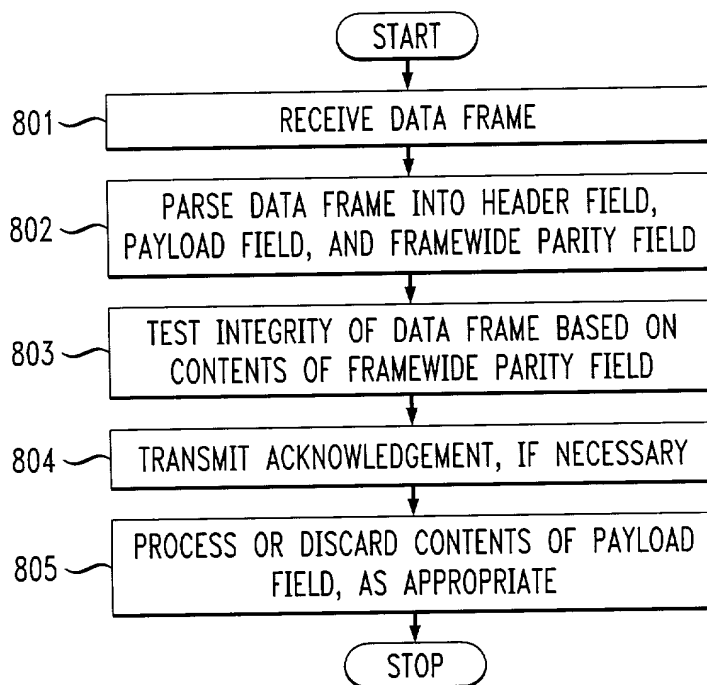 START
801
RECEIVE DATA FRAME
802
PARSE DATA FRAME INTO HEADER FIELD,
PAYLOAD FIELD, AND FRAMEWIDE PARITY FIELD
803
TEST INTEGRITY OF DATA FRAME BASED ON
CONTENTS OF FRAMEWIDE PARITY FIELD
804
TRANSMIT ACKNOWLEDGEMENT, IF NECESSARY
805
PROCESS OR DISCARD CONTENTS OF PAYLOAD
FIELD, AS APPROPRIATE
STOP